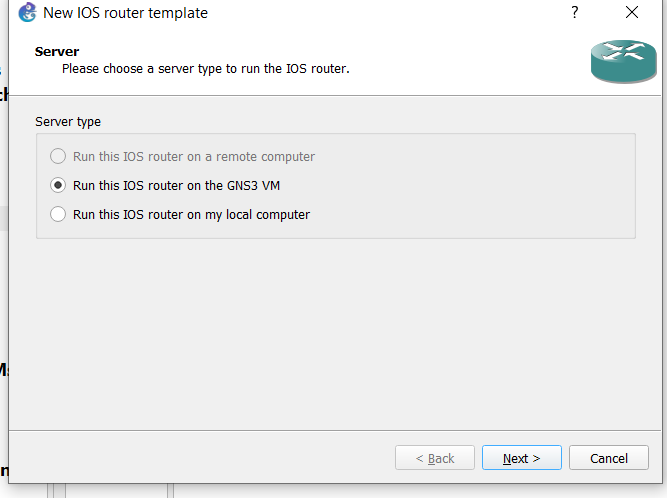 New IOS router template
?
Server
Please choose a server type to run the IOS router.
Server type
Run this IOS router on a remote computer
Run this IOS router on the GNS3 VM
Run this IOS router on my local computer
< Back
Next >
Cancel